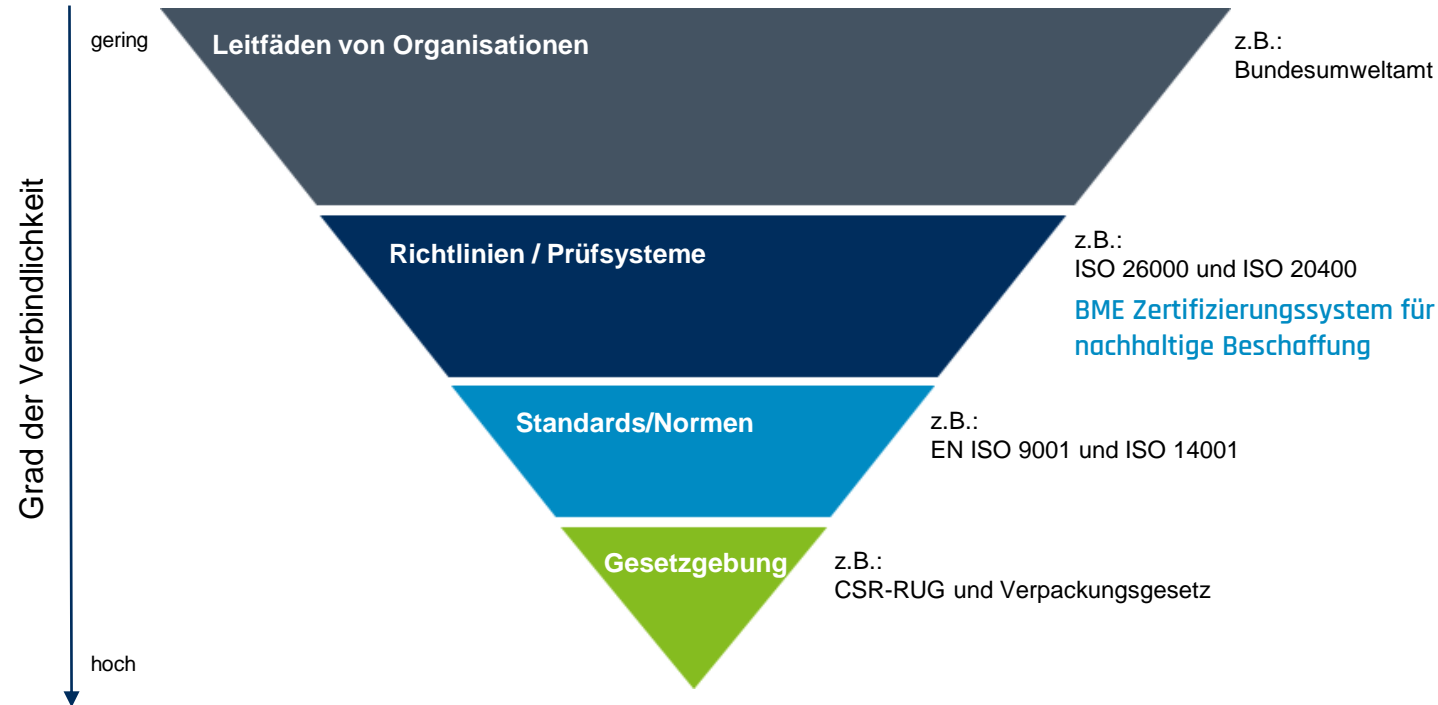 Grad der Verbindlichkeit
gering
Leitfäden von Organisationen
z.B.:
Bundesumweltamt
Richtlinien / Prüfsysteme
z.B.:
ISO 26000 und ISO 20400
BME Zertifizierungssystem für
nachhaltige Beschaffung
Standards/Normen
z.B.:
EN ISO 9001 und ISO 14001
Gesetzgebung
z.B.:
CSR-RUG und Verpackungsgesetz
hoch